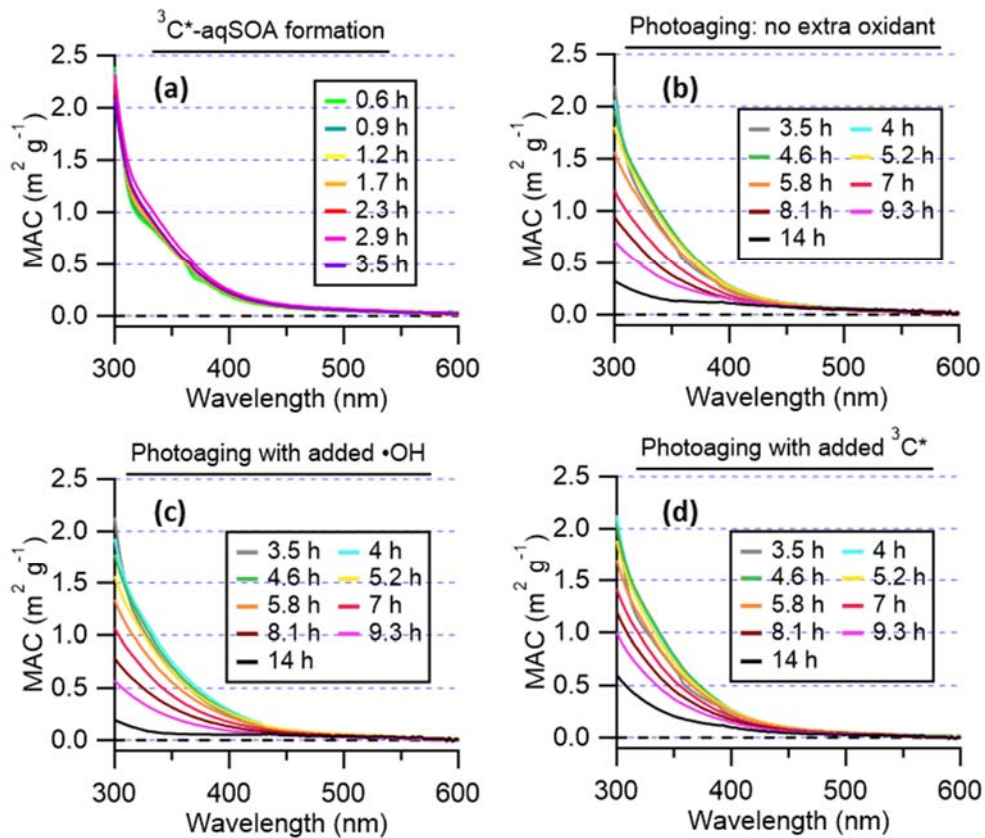 ³C*-aqSOA formation
MAC (m² g⁻¹)
2.5
2.0
1.5
1.0
0.5
0.0
(a)
0.6 h
0.9 h
1.2 h
1.7 h
2.3 h
2.9 h
3.5 h
300 400 500 600
Wavelength (nm)
Photoaging: no extra oxidant
MAC (m² g⁻¹)
2.5
2.0
1.5
1.0
0.5
0.0
(b)
3.5 h 4 h
4.6 h 5.2 h
5.8 h 7 h
8.1 h 9.3 h
14 h
300 400 500 600
Wavelength (nm)
Photoaging with added •OH
MAC (m² g⁻¹)
2.5
2.0
1.5
1.0
0.5
0.0
(c)
3.5 h 4 h
4.6 h 5.2 h
5.8 h 7 h
8.1 h 9.3 h
14 h
300 400 500 600
Wavelength (nm)
Photoaging with added ³C*
MAC (m² g⁻¹)
2.5
2.0
1.5
1.0
0.5
0.0
(d)
3.5 h 4 h
4.6 h 5.2 h
5.8 h 7 h
8.1 h 9.3 h
14 h
300 400 500 600
Wavelength (nm)